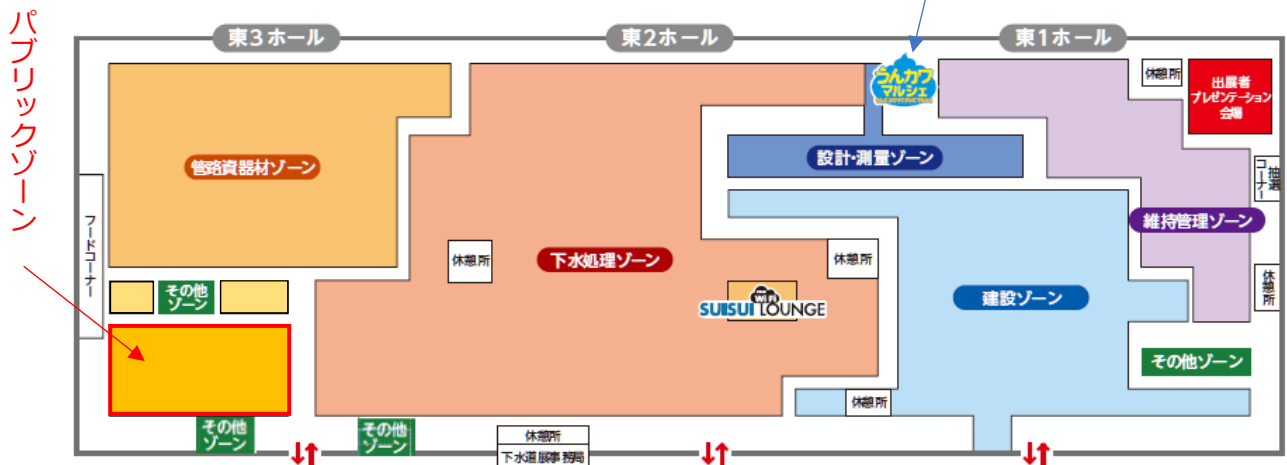 パブリックゾーン
東3ホール
東2ホール
東1ホール
うんカワ
マルシェ
休憩所
出展者
プレゼンテーション
会場
管路資器材ゾーン
設計・測量ゾーン
抽選
コーナー
維持管理ゾーン
フードコーナー
休憩所
下水処理ゾーン
休憩所
休憩所
その他
ゾーン
WiFi
SUISUI LOUNGE
建設ゾーン
その他ゾーン
休憩所
その他
ゾーン
その他
ゾーン
休憩所
下水道展事務局